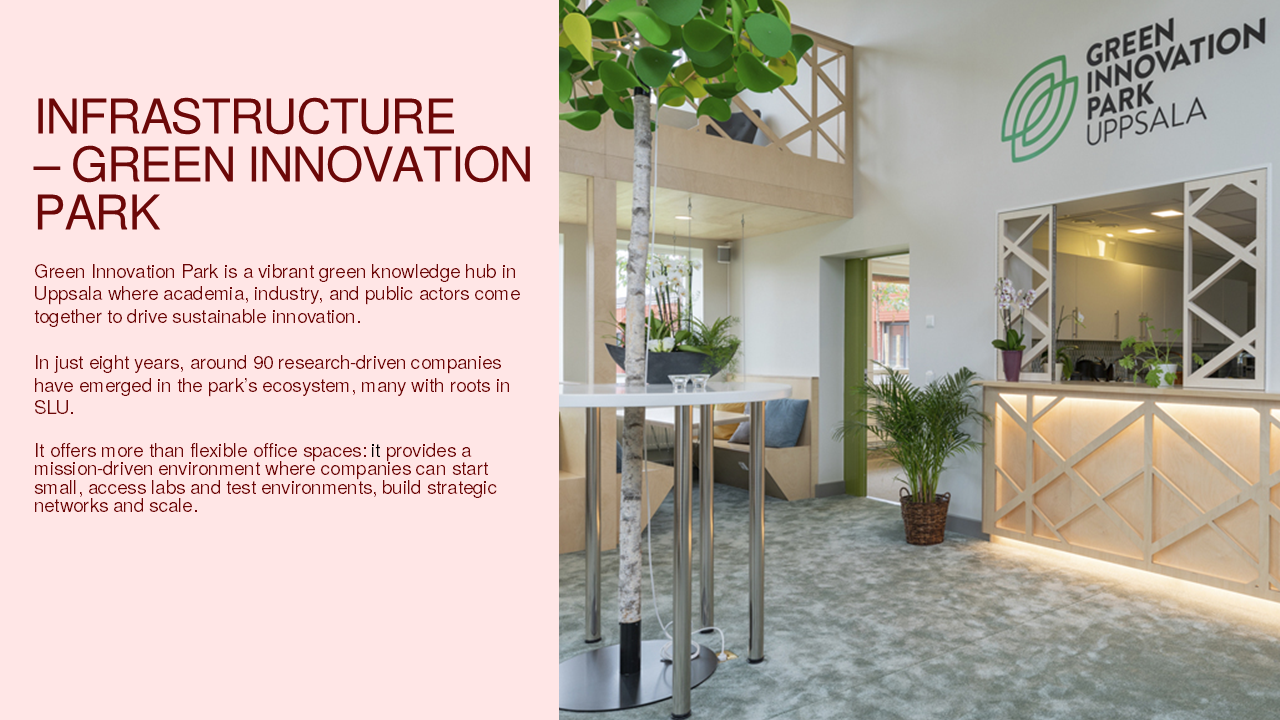 INFRASTRUCTURE
– GREEN INNOVATION
PARK
Green Innovation Park is a vibrant green knowledge hub in
Uppsala where academia, industry, and public actors come
together to drive sustainable innovation.
In just eight years, around 90 research-driven companies
have emerged in the park’s ecosystem, many with roots in
SLU.
It offers more than flexible office spaces: it provides a
mission-driven environment where companies can start
small, access labs and test environments, build strategic
networks and scale.
GREEN
INNOVATION
PARK
UPPSALA